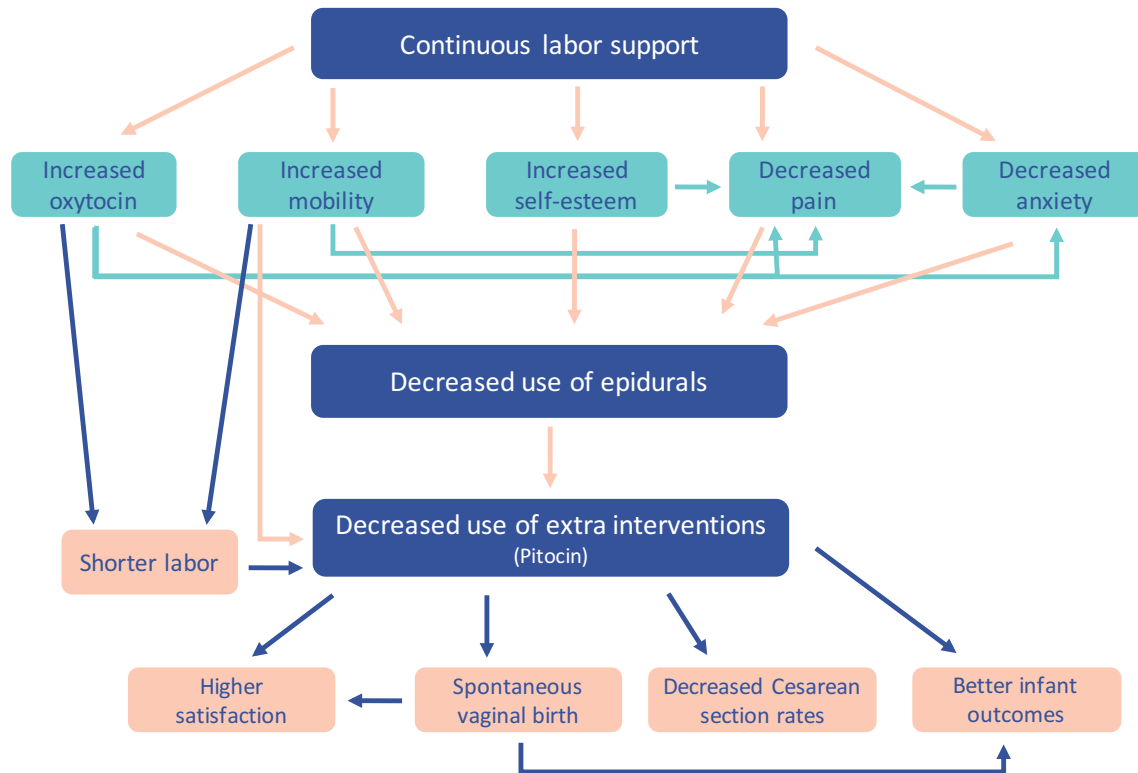 Continuous labor support
Increased
oxytocin
Increased
mobility
Increased
self-esteem
Decreased
pain
Decreased
anxiety
Decreased use of epidurals
Decreased use of extra interventions
(Pitocin)
Shorter labor
Higher
satisfaction
Spontaneous
vaginal birth
Decreased Cesarean
section rates
Better infant
outcomes